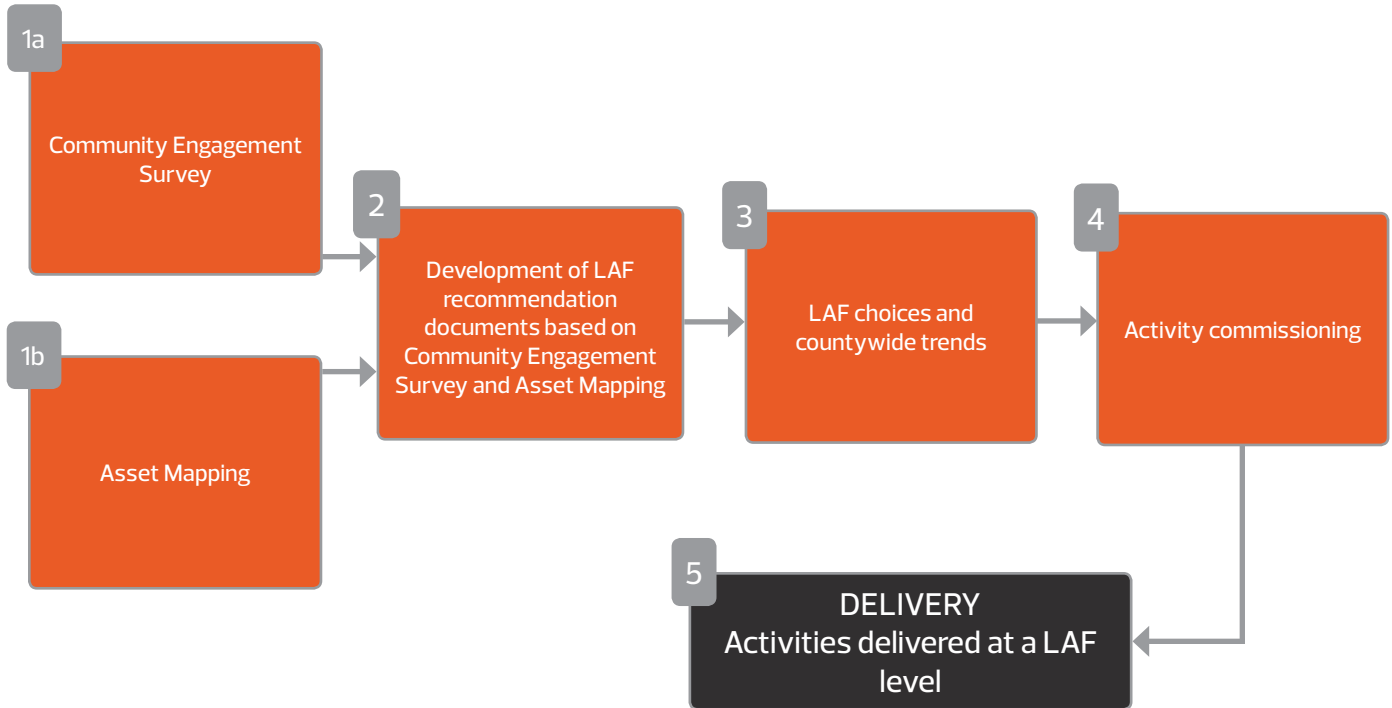 1a
Community Engagement
Survey
1b
Asset Mapping
2
Development of LAF
recommendation
documents based on
Community Engagement
Survey and Asset Mapping
3
LAF choices and
countywide trends
4
Activity commissioning
5
DELIVERY
Activities delivered at a LAF
level